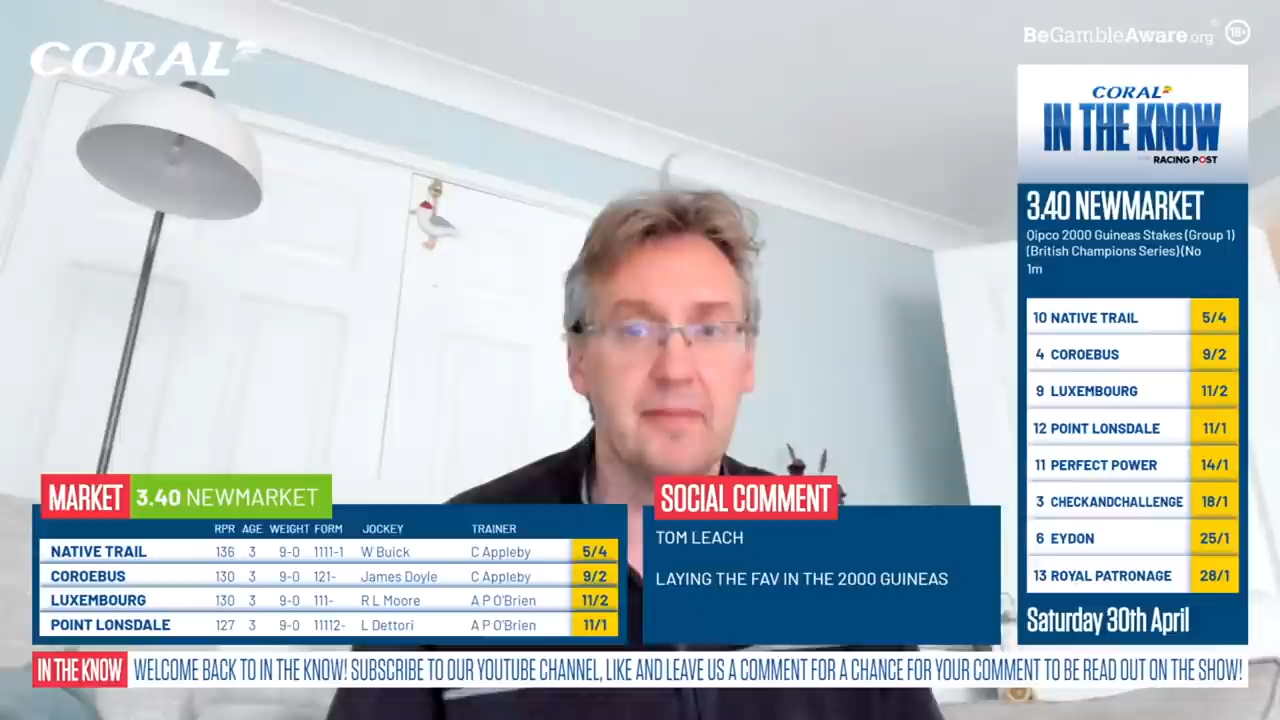 CORAL
BeGambleAware.org 18+
CORAL
IN THE KNOW
RACING POST
3.40 NEWMARKET
Qipco 2000 Guineas Stakes (Group 1)
(British Champions Series) (No
1m
10 NATIVE TRAIL 5/4
4 COROEBUS 9/2
9 LUXEMBOURG 11/2
12 POINT LONSDALE 11/1
11 PERFECT POWER 14/1
3 CHECKANDCHALLENGE 18/1
6 EYDON 25/1
13 ROYAL PATRONAGE 28/1
Saturday 30th April
MARKET 3.40 NEWMARKET
RPR AGE WEIGHT FORM JOCKEY TRAINER
NATIVE TRAIL 136 3 9-0 1111-1 W Buick C Appleby 5/4
COROEBUS 130 3 9-0 121- James Doyle C Appleby 9/2
LUXEMBOURG 130 3 9-0 111- R L Moore A P O'Brien 11/2
POINT LONSDALE 127 3 9-0 11112- L Dettori A P O'Brien 11/1
SOCIAL COMMENT
TOM LEACH
LAYING THE FAV IN THE 2000 GUINEAS
IN THE KNOW WELCOME BACK TO IN THE KNOW! SUBSCRIBE TO OUR YOUTUBE CHANNEL, LIKE AND LEAVE US A COMMENT FOR A CHANCE FOR YOUR COMMENT TO BE READ OUT ON THE SHOW!